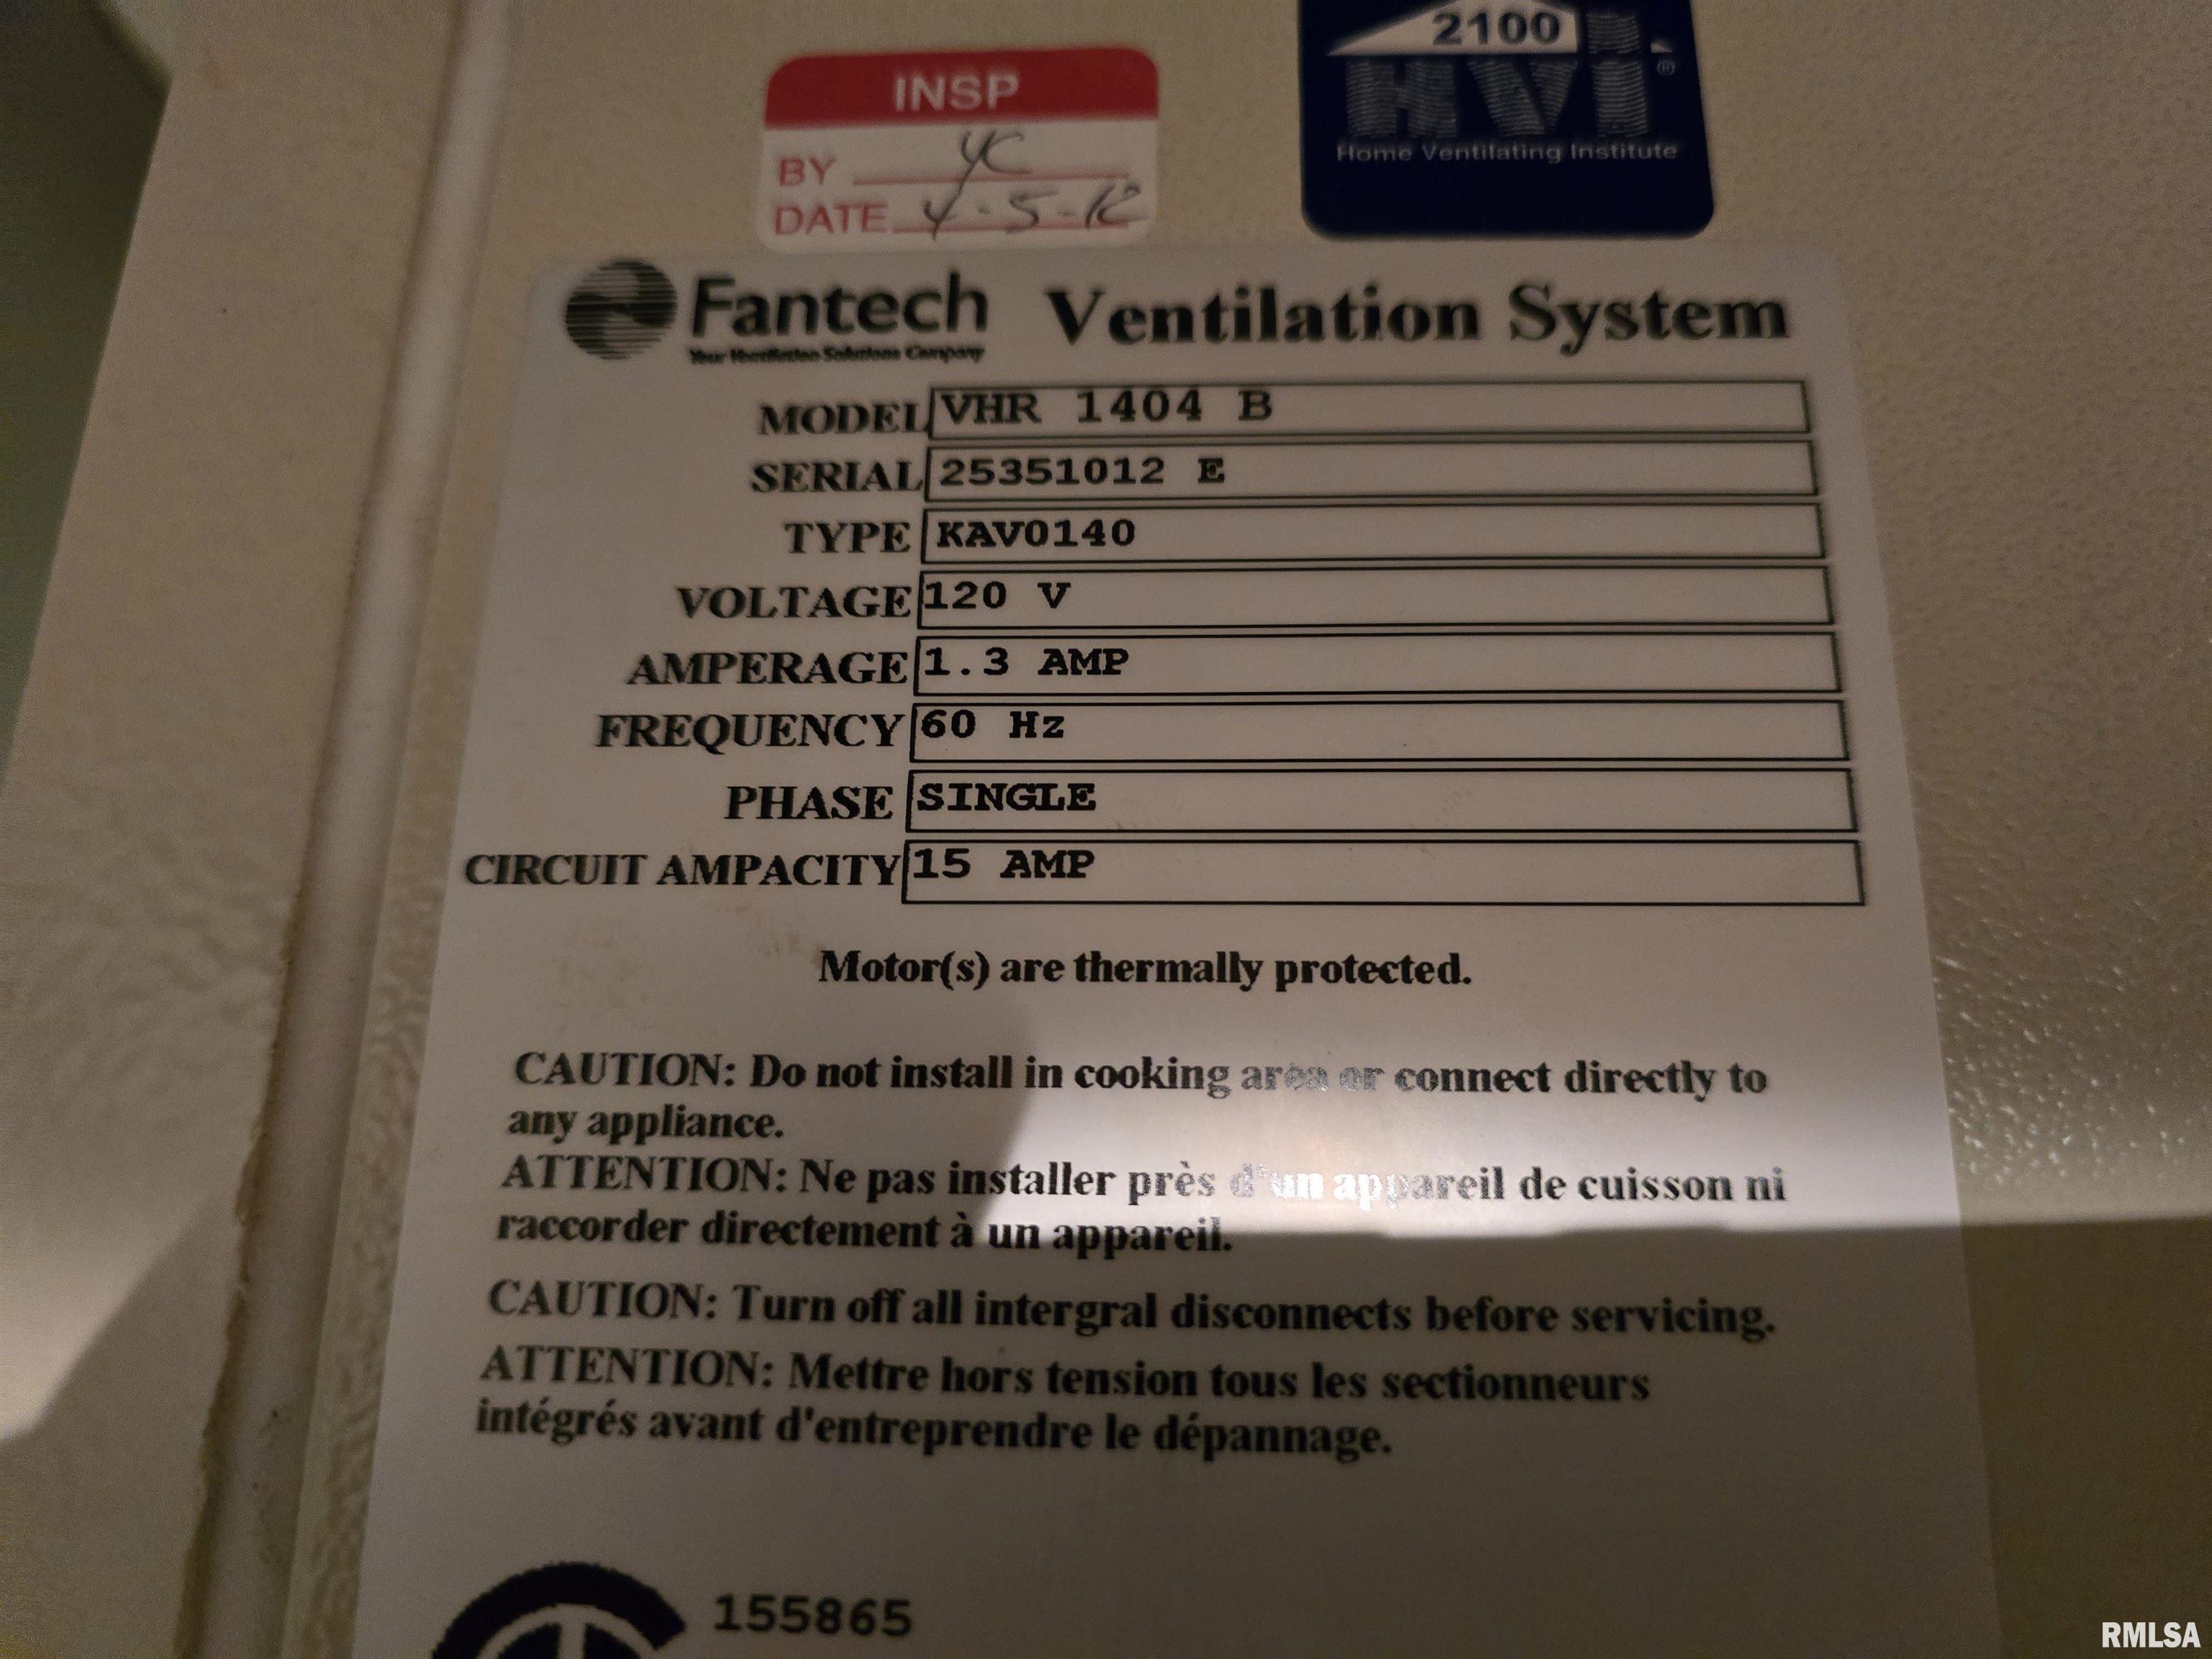 2100
HVI®
Home Ventilating Institute
INSP
BY YC
DATE 4-5-12
Fantech Ventilation System
Your Ventilation Solutions Company
MODEL VHR 1404 B
SERIAL 25351012 E
TYPE KAV0140
VOLTAGE 120 V
AMPERAGE 1.3 AMP
FREQUENCY 60 Hz
PHASE SINGLE
CIRCUIT AMPACITY 15 AMP
Motor(s) are thermally protected.
CAUTION: Do not install in cooking area or connect directly to
any appliance.
ATTENTION: Ne pas installer près d'un appareil de cuisson ni
raccorder directement à un appareil.
CAUTION: Turn off all intergral disconnects before servicing.
ATTENTION: Mettre hors tension tous les sectionneurs
intégrés avant d'entreprendre le dépannage.
155865
RMLSA